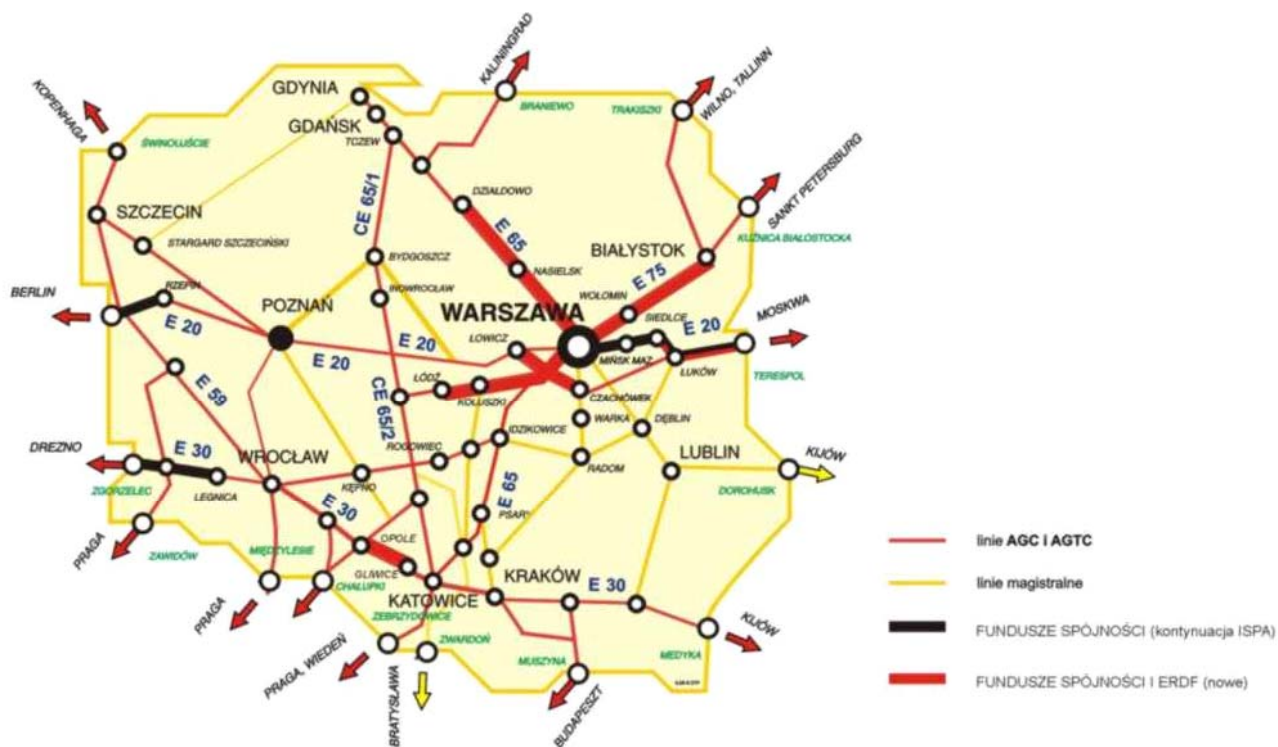 KOPENHAGA
ŚWINOUJŚCIE
GDYNIA
GDAŃSK
TCZEW
KALININGRAD
BRANIEWO
TRAKISZKI
WILNO, TALLINN
SZCZECIN
STARGARD SZCZECIŃSKI
CE 65/1
DZIAŁDOWO
E 65
NASIELSK
SANKT PETERSBURG
KUŹNICA BIAŁOSTOCKA
BIAŁYSTOK
E 75
WOŁOMIN
BYDGOSZCZ
INOWROCŁAW
BERLIN
RZEPIN
E 20
POZNAŃ
E 20
E 20
WARSZAWA
ŁOWICZ
SIEDLCE
E 20
MOSKWA
MIŃSK MAZ
ŁUKÓW
TERESPOL
E 59
CE 65/2
ŁÓDŹ
KOLUSZKI
CZACHÓWEK
WARKA
DĘBLIN
IDZIKOWICE
ROGOWIEC
RADOM
LUBLIN
KIJÓW
DOROHUSK
DREZNO
ZGORZELEC
E 30
LEGNICA
WROCŁAW
KĘPNO
E 30
E 65
PSARY
PRAGA
ZAWIDÓW
MIĘDZYLESIE
OPOLE
GLIWICE
KATOWICE
KRAKÓW
E 30
PRAGA
CHAŁUPKI
ZEBRZYDOWICE
ZWARDOŃ
PRAGA, WIEDEŃ
BRATYSŁAWA
MUSZYNA
BUDAPESZT
MEDYKA
KIJÓW
linie AGC i AGTC
linie magistralne
FUNDUSZE SPÓJNOŚCI (kontynuacja ISPA)
FUNDUSZE SPÓJNOŚCI I ERDF (nowe)